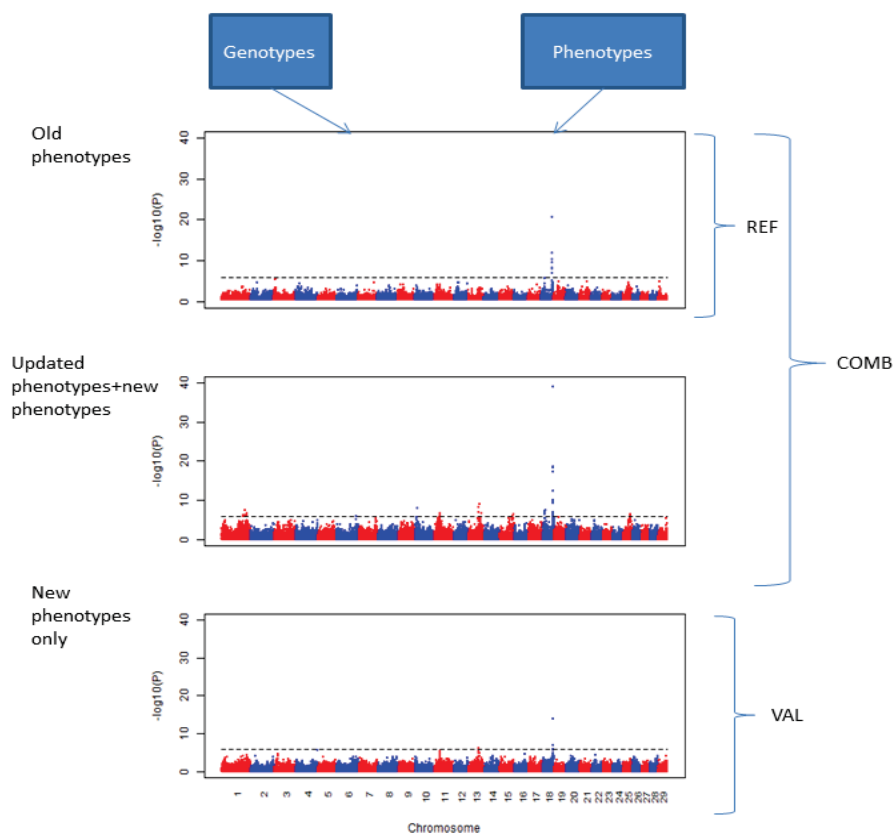 Genotypes
Phenotypes
Old
phenotypes
40
30
20
10
0
-log10(P)
REF
Updated
phenotypes+new
phenotypes
40
30
20
10
0
-log10(P)
COMB
New
phenotypes
only
40
30
20
10
0
-log10(P)
VAL
1 2 3 4 5 6 7 8 9 10 11 12 13 14 15 16 17 18 19 20 21 22 23 24 25 26 27 28 29
Chromosome